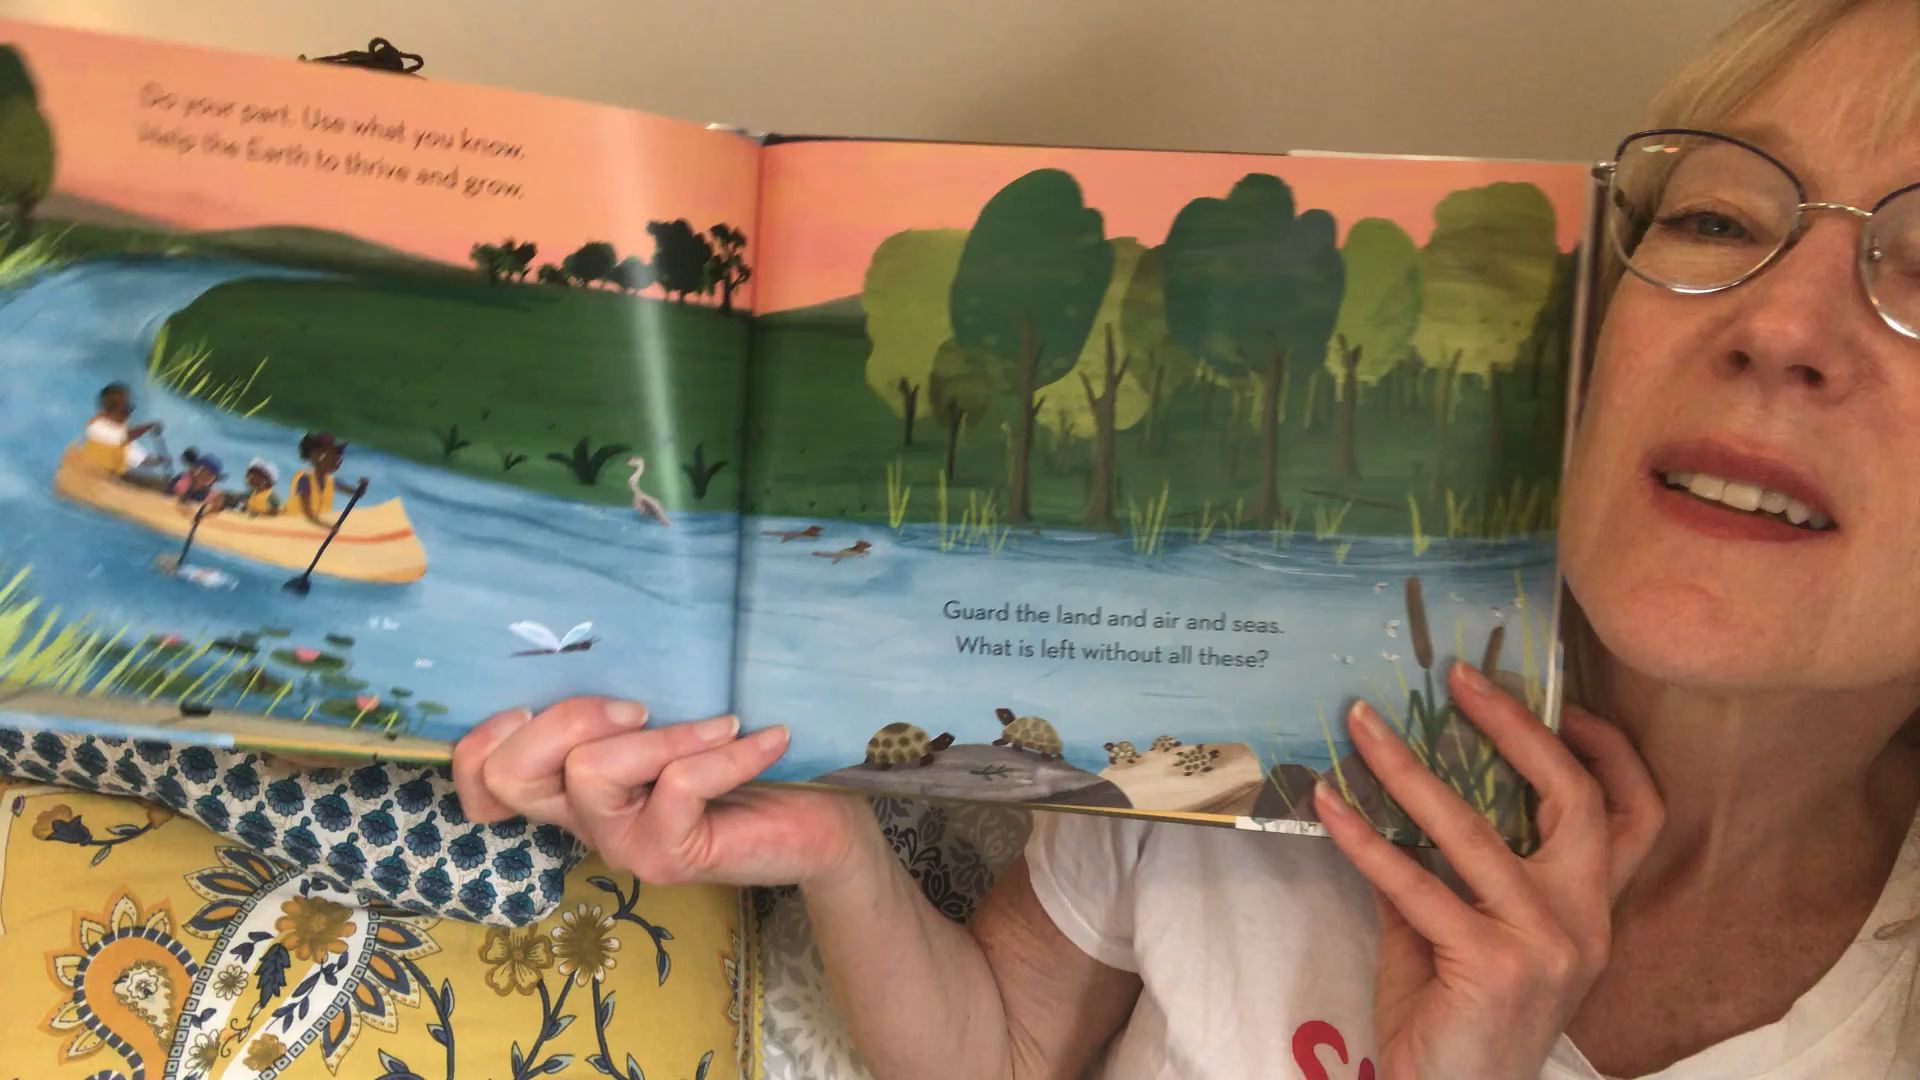 Do your part. Use what you know.
Help the Earth to thrive and grow.
Guard the land and air and seas.
What is left without all these?